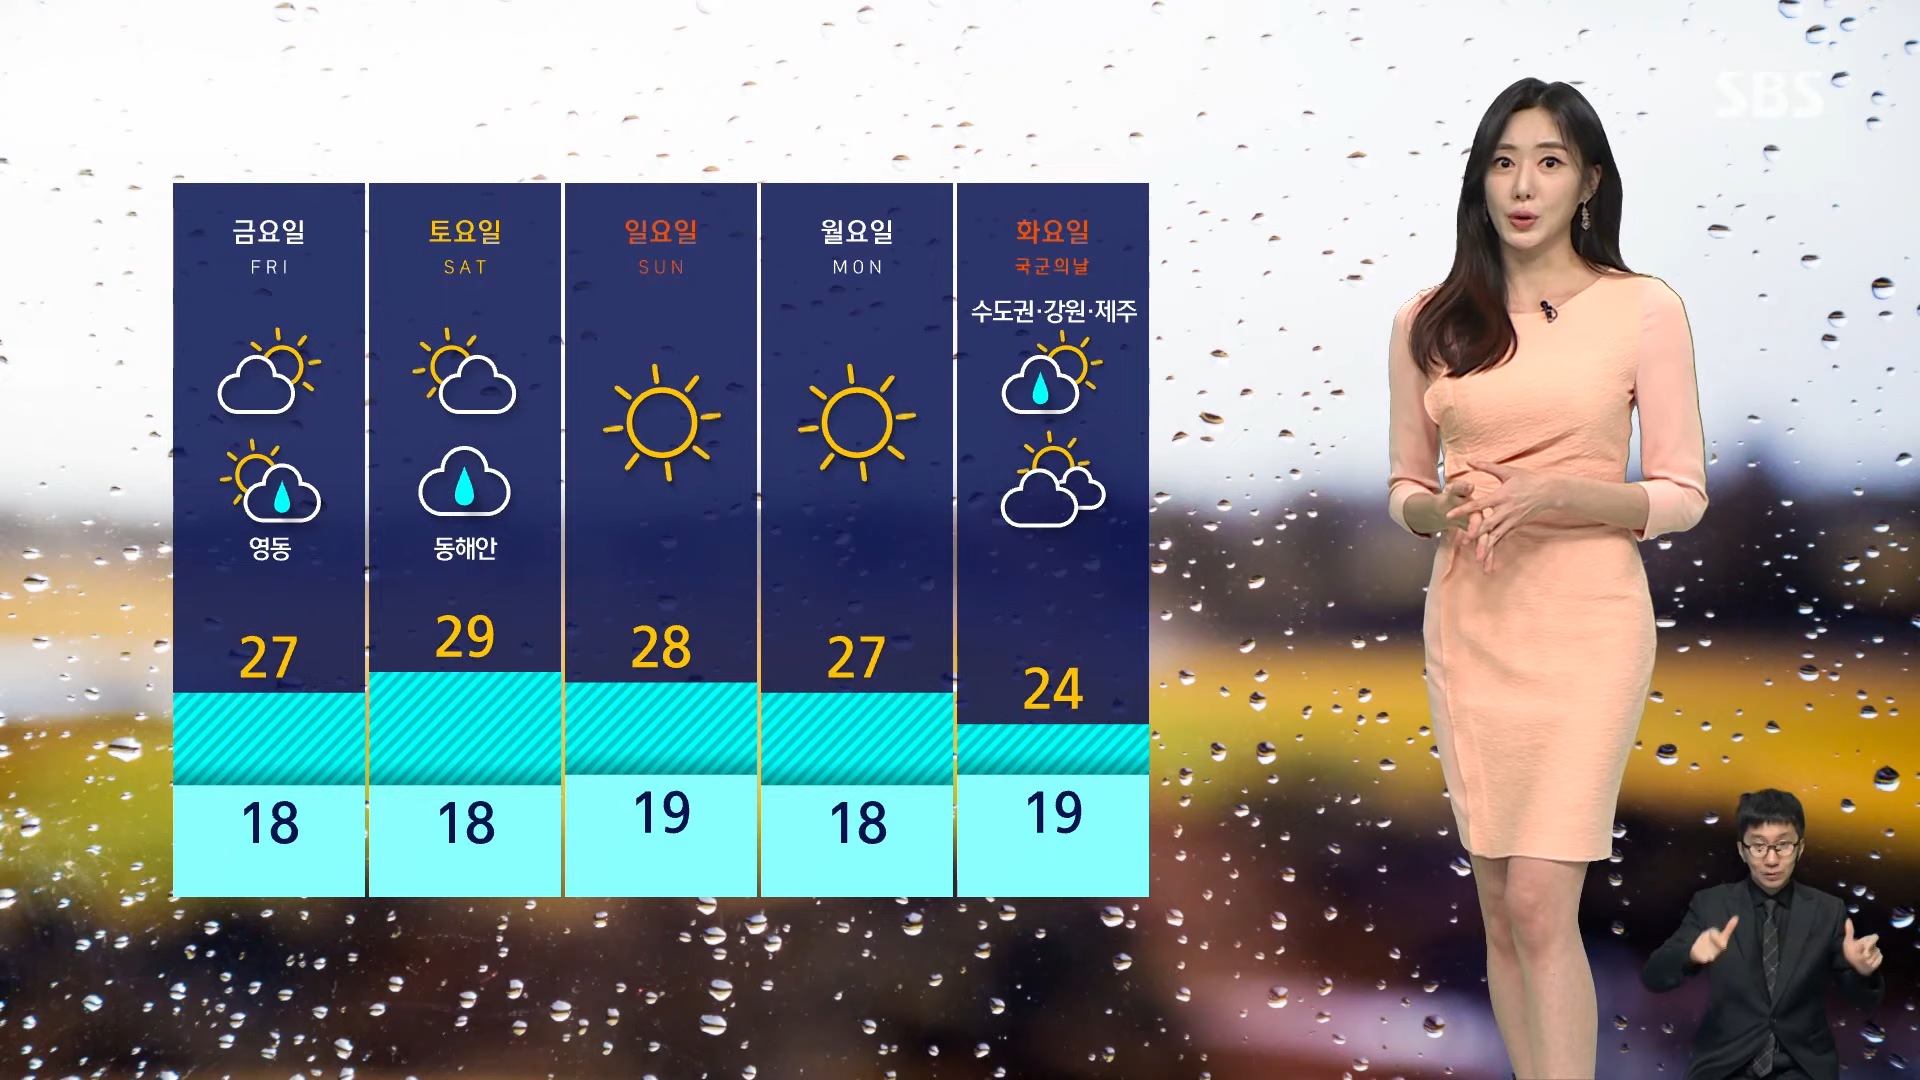 SBS
금요일
FRI
영동
27
18
토요일
SAT
동해안
29
18
일요일
SUN
28
19
월요일
MON
27
18
화요일
국군의날
수도권·강원·제주
24
19